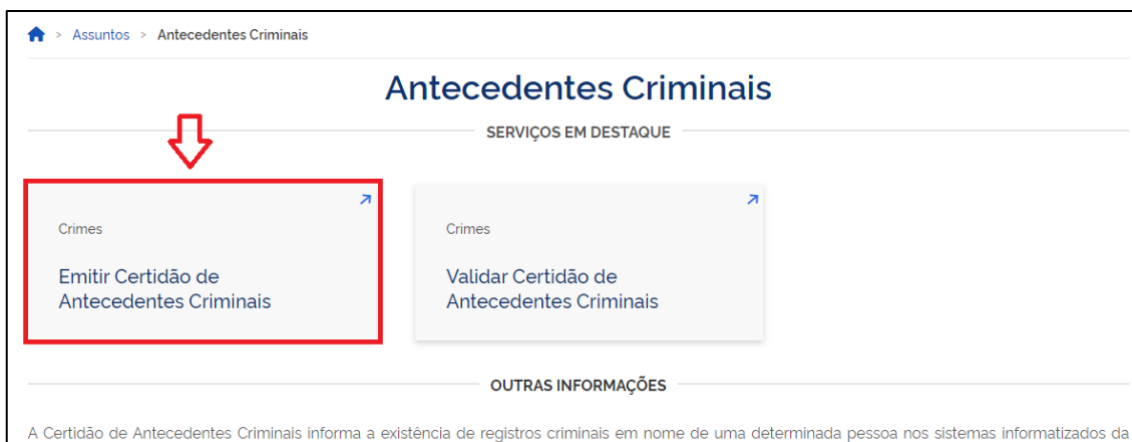 > Assuntos > Antecedentes Criminais
Antecedentes Criminais
SERVIÇOS EM DESTAQUE
Crimes
Emitir Certidão de
Antecedentes Criminais
Crimes
Validar Certidão de
Antecedentes Criminais
OUTRAS INFORMAÇÕES
A Certidão de Antecedentes Criminais informa a existência de registros criminais em nome de uma determinada pessoa nos sistemas informatizados da